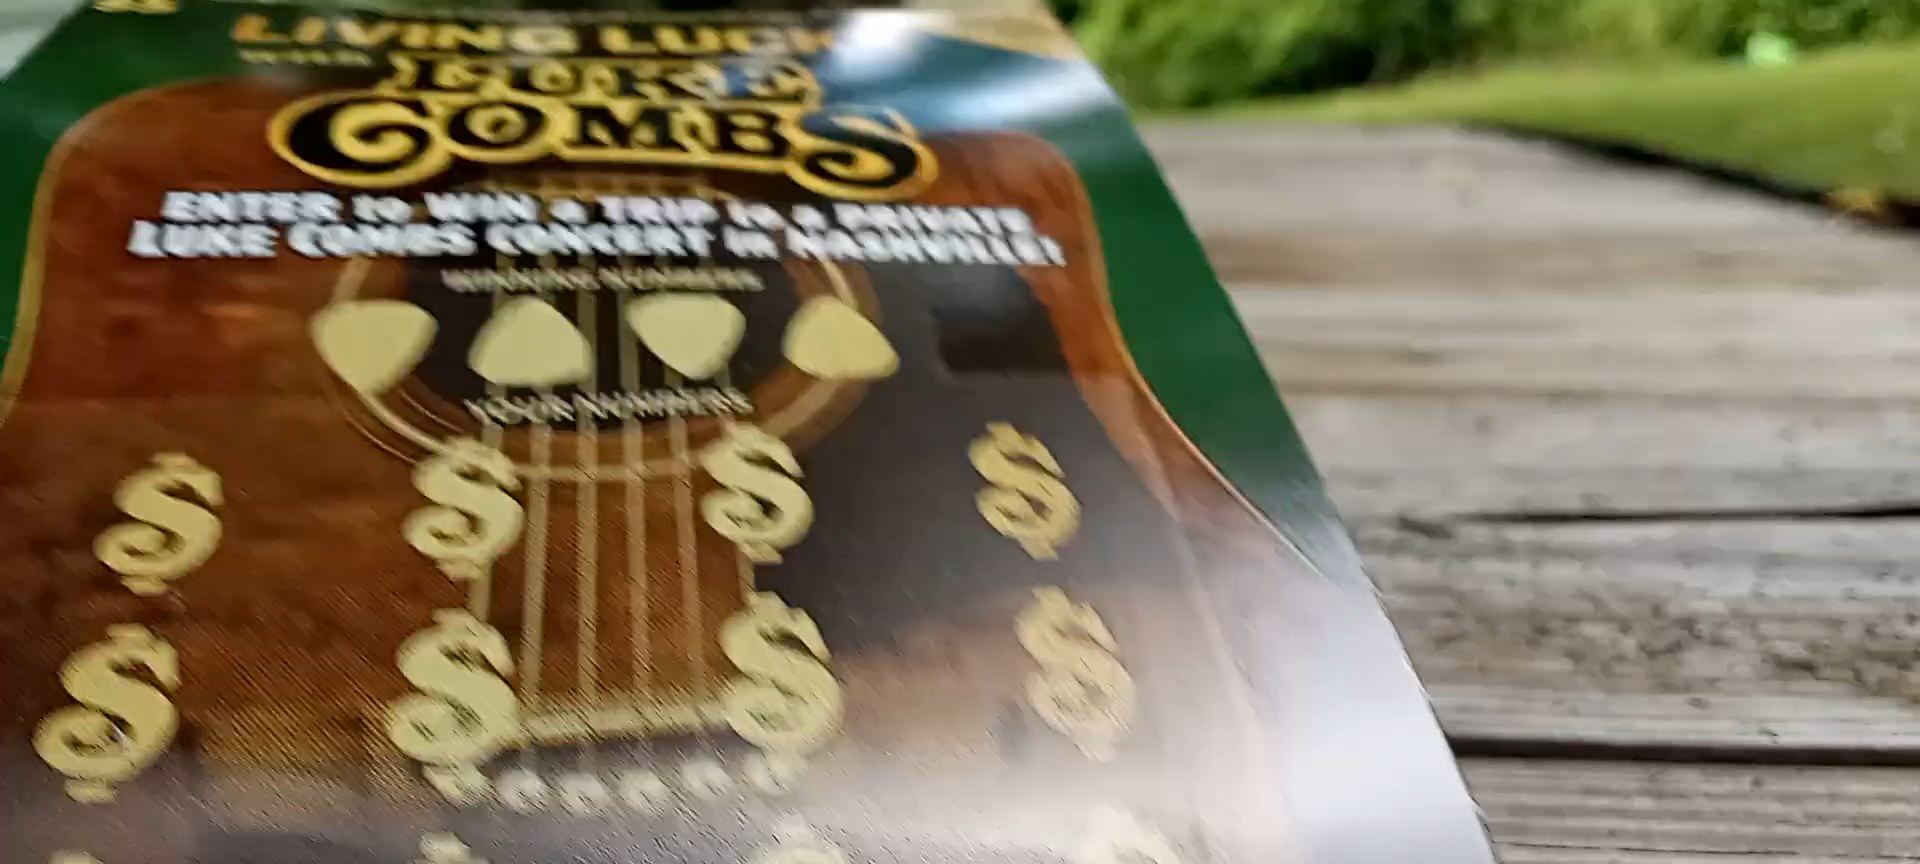 LIVING LUCKY
WITH
LUKE
COMBS
ENTER to WIN a TRIP to a PRIVATE
LUKE COMBS CONCERT in NASHVILLE!
WINNING NUMBERS
YOUR NUMBERS
$ $ $ $
$ $ $ $